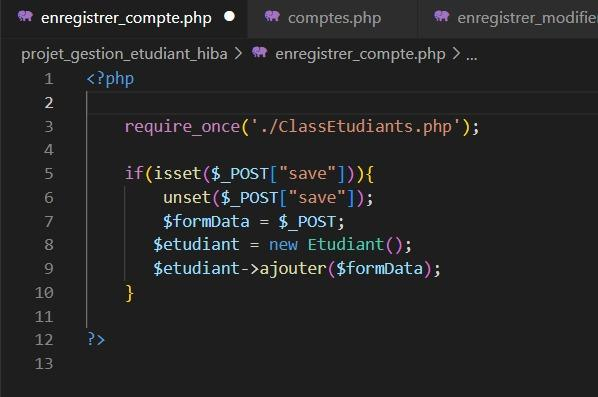 enregistrer_compte.php comptes.php enregistrer_modifie
projet_gestion_etudiant_hiba > enregistrer_compte.php > ...
1 <?php
2
3 require_once('./ClassEtudiants.php');
4
5 if(isset($_POST["save"])){
6 unset($_POST["save"]);
7 $formData = $_POST;
8 $etudiant = new Etudiant();
9 $etudiant->ajouter($formData);
10 }
11
12 ?>
13